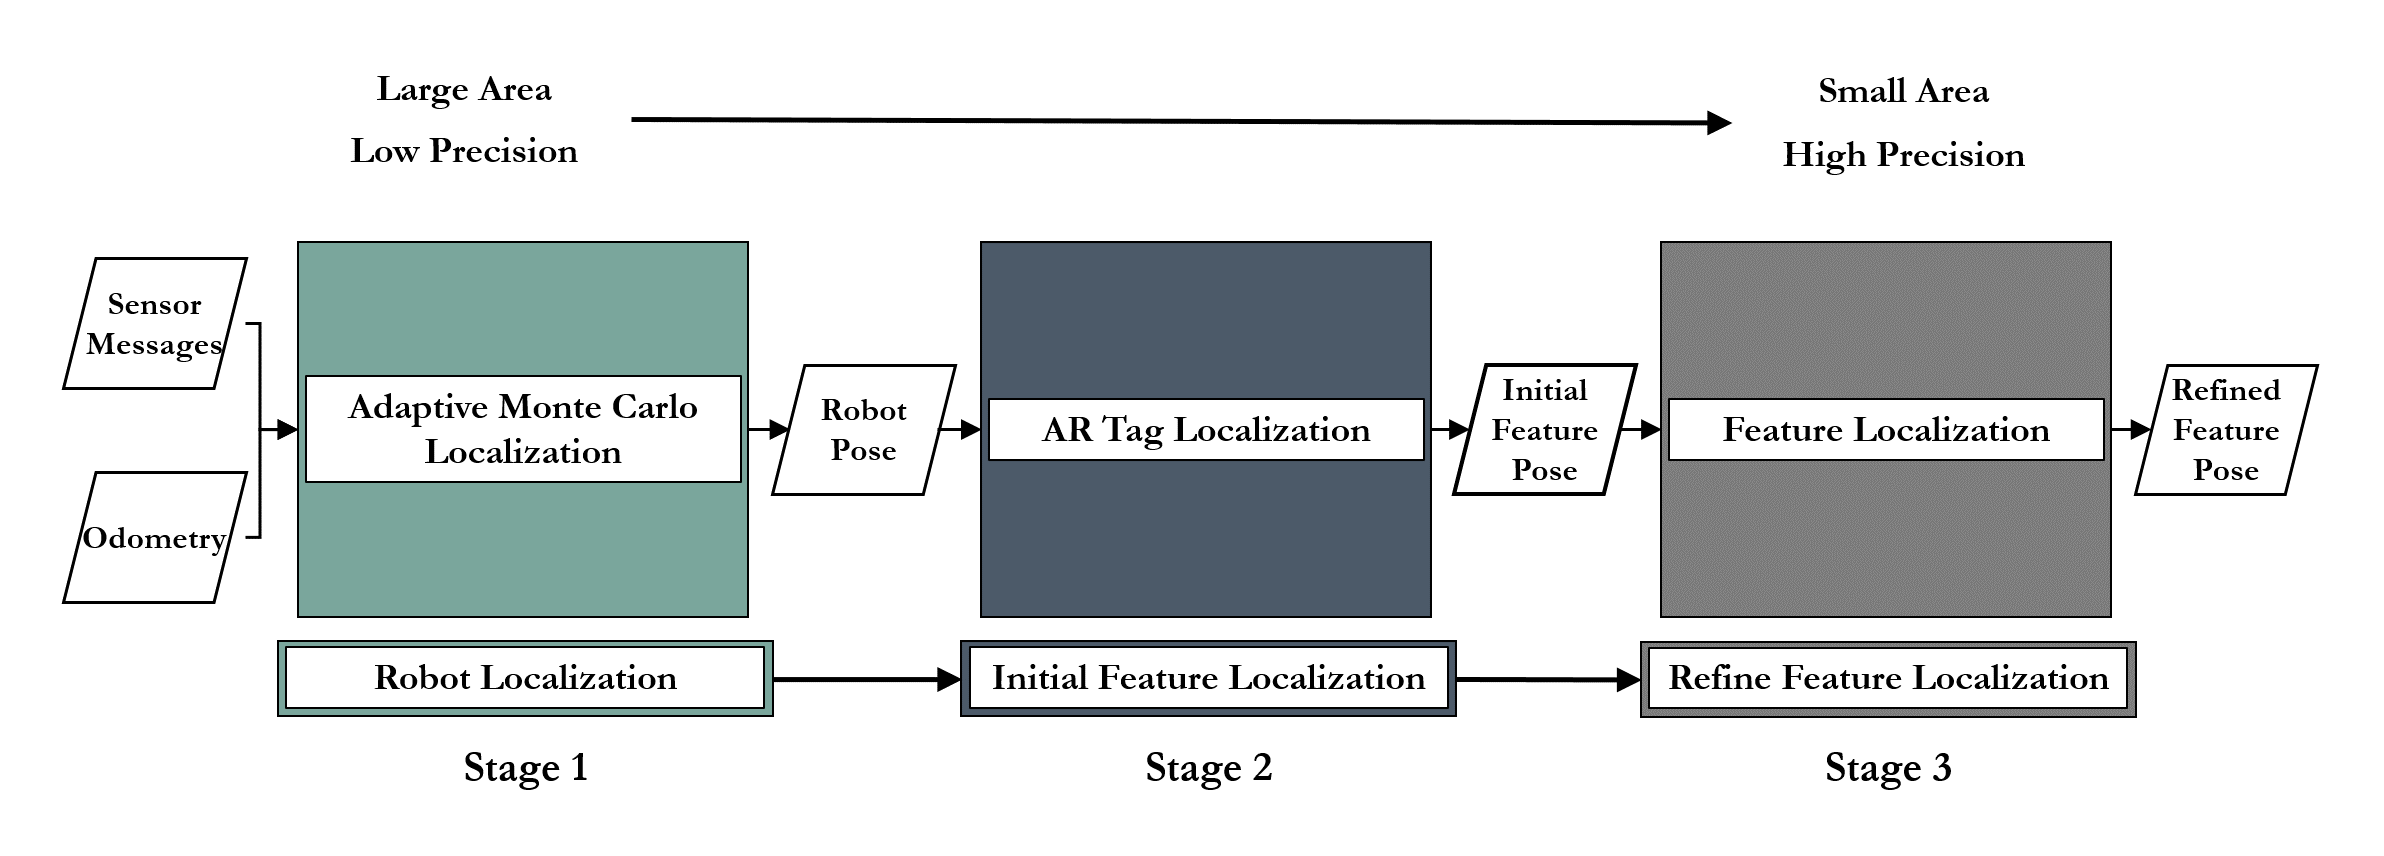 Large Area
Low Precision
Small Area
High Precision
Sensor
Messages
Odometry
Adaptive Monte Carlo
Localization
Robot
Pose
AR Tag Localization
Initial
Feature
Pose
Feature Localization
Refined
Feature
Pose
Robot Localization
Initial Feature Localization
Refine Feature Localization
Stage 1
Stage 2
Stage 3